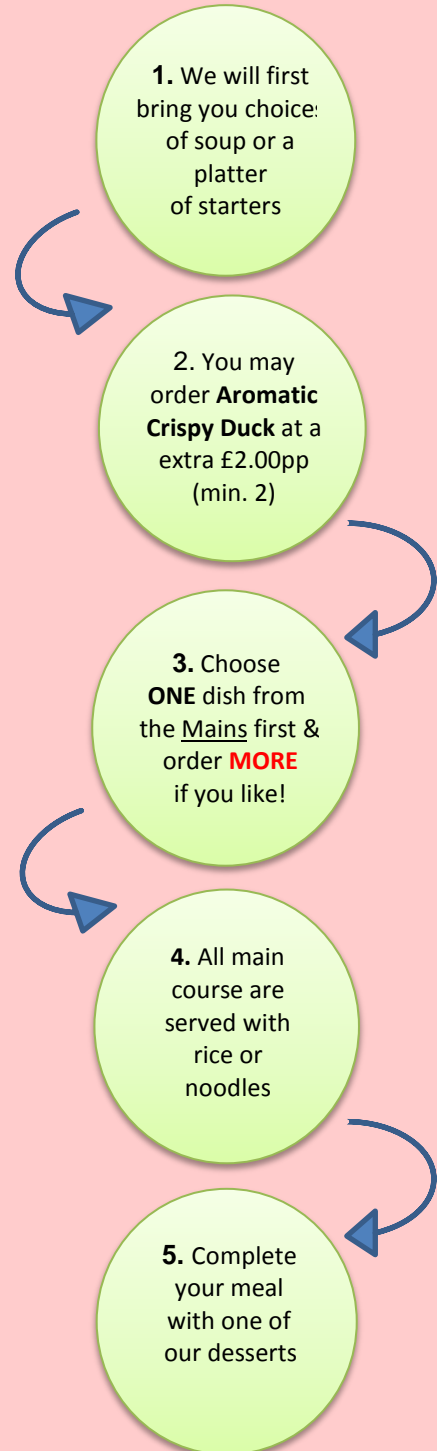 1. We will first
bring you choices
of soup or a
platter
of starters
2. You may
order Aromatic
Crispy Duck at a
extra £2.00pp
(min. 2)
3. Choose
ONE dish from
the Mains first &
order MORE
if you like!
4. All main
course are
served with
rice or
noodles
5. Complete
your meal
with one of
our desserts